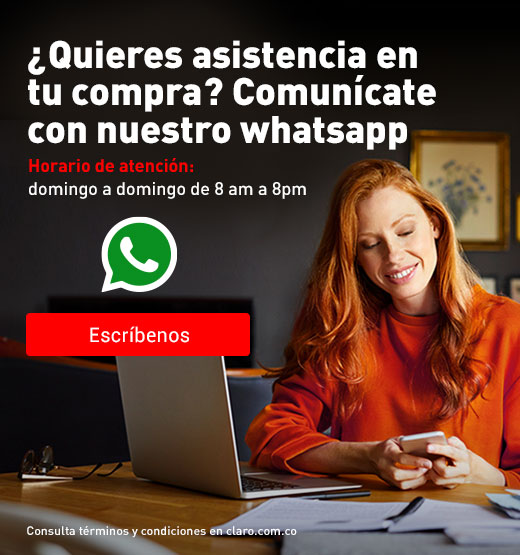 ¿Quieres asistencia en
tu compra? Comunícate
con nuestro whatsapp
Horario de atención:
domingo a domingo de 8 am a 8pm
Escríbenos
Consulta términos y condiciones en claro.com.co